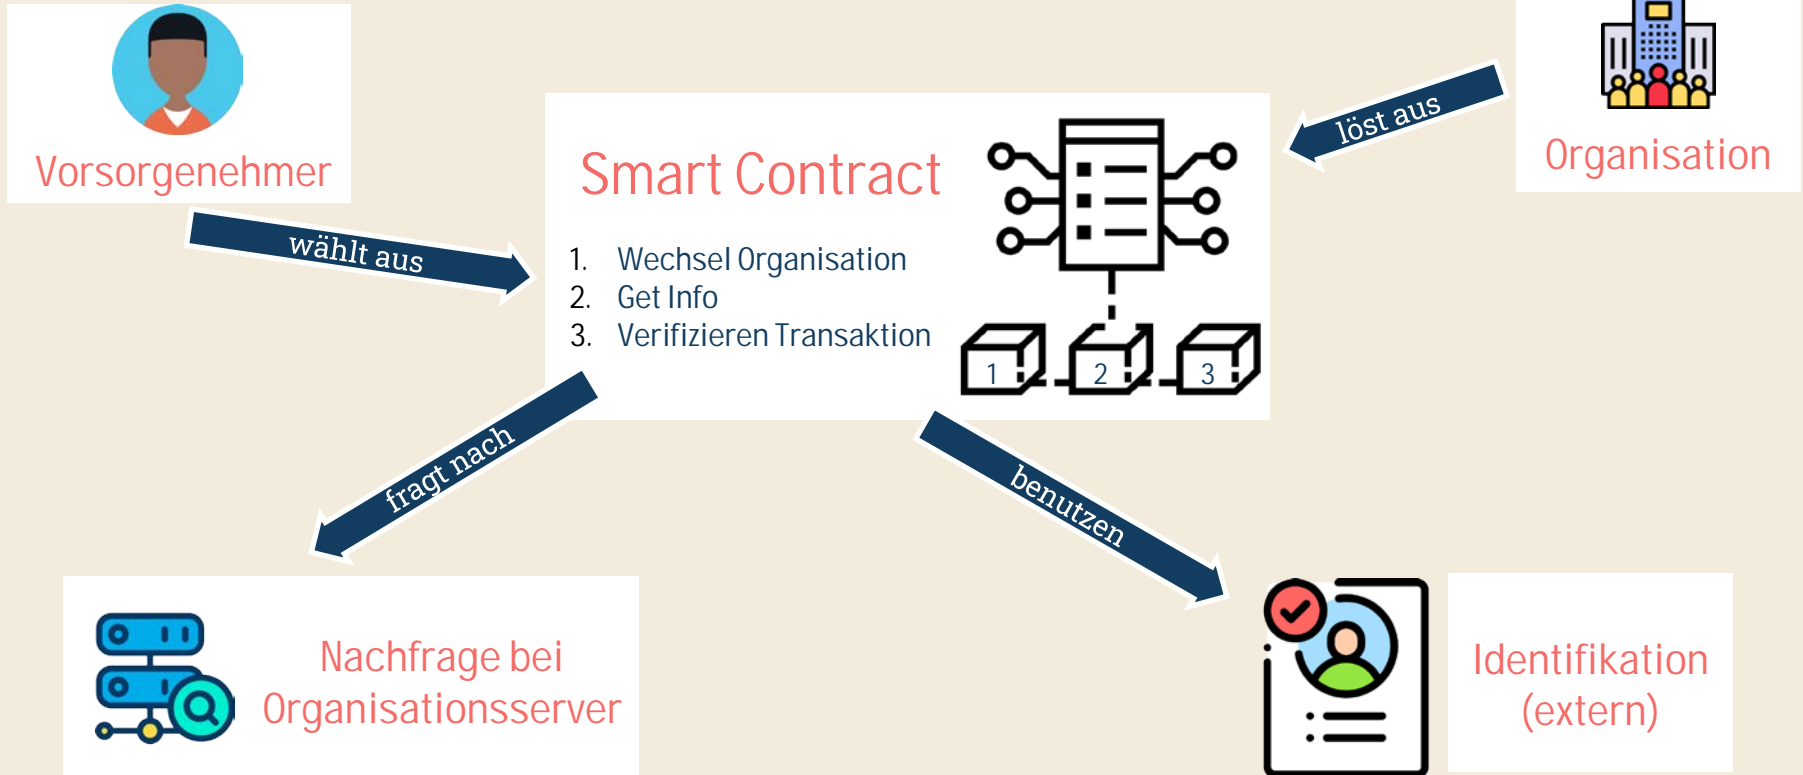 Vorsorgenehmer
Organisation
löst aus
wählt aus
Smart Contract
1. Wechsel Organisation
2. Get Info
3. Verifizieren Transaktion
1 2 3
fragt nach
benutzen
Nachfrage bei
Organisationsserver
Identifikation
(extern)